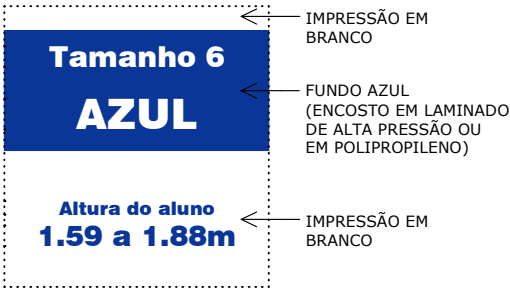 IMPRESSÃO EM
BRANCO
Tamanho 6
AZUL
FUNDO AZUL
(ENCOSTO EM LAMINADO
DE ALTA PRESSÃO OU
EM POLIPROPILENO)
Altura do aluno
1.59 a 1.88m
IMPRESSÃO EM
BRANCO